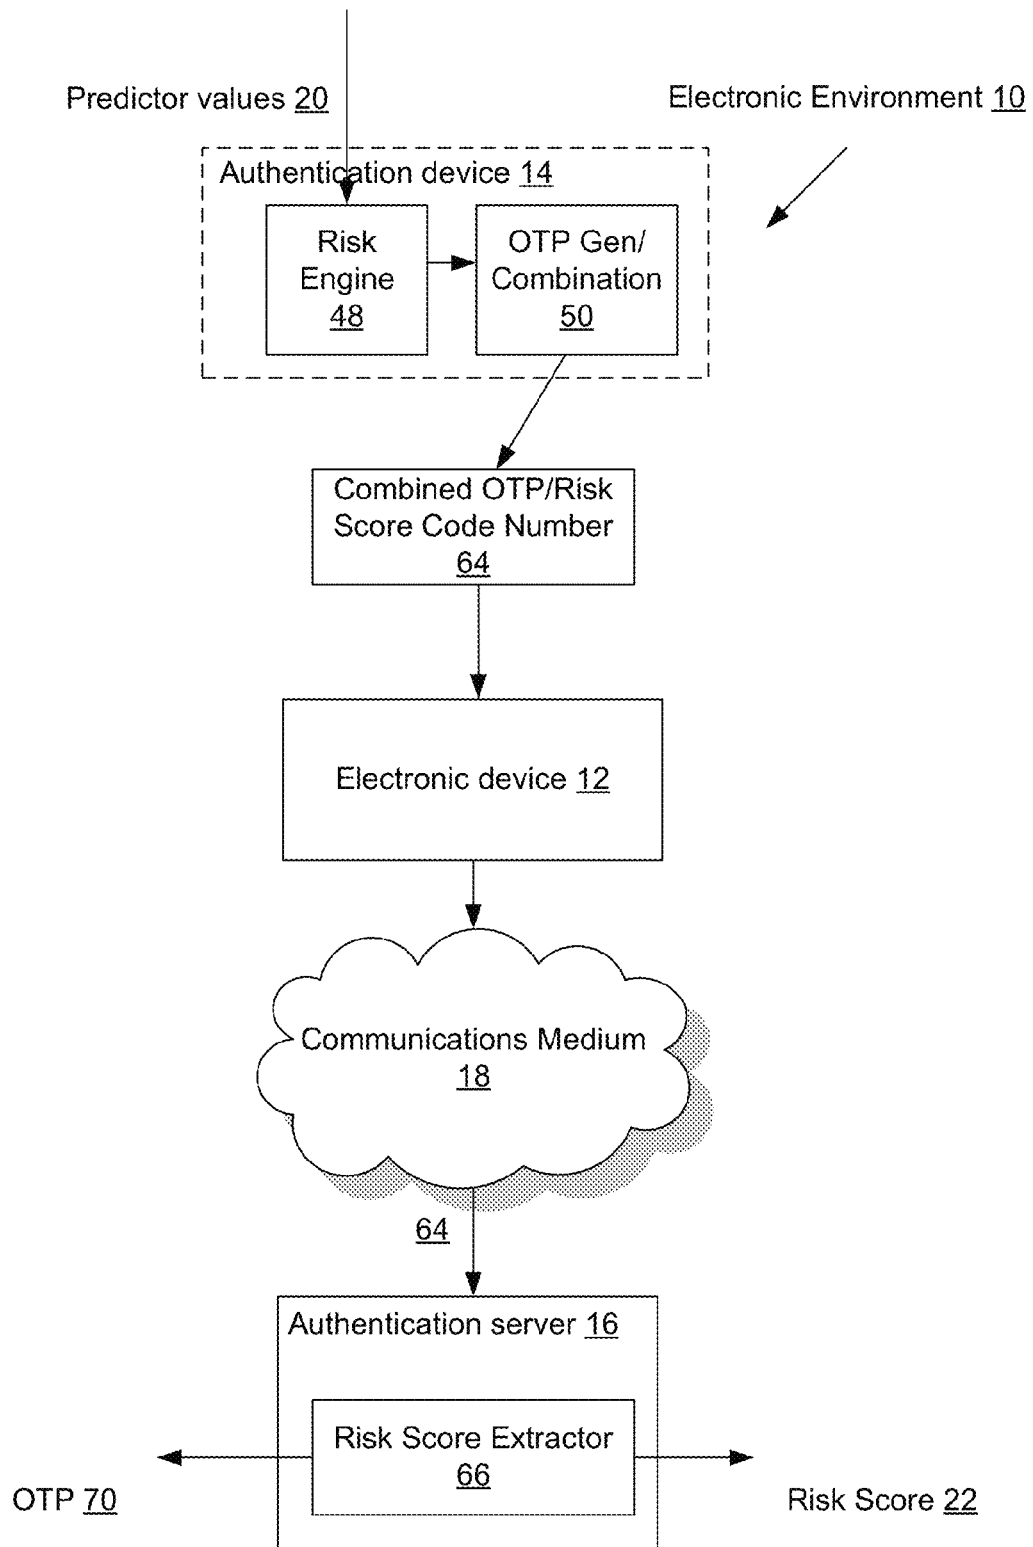 Predictor values 20
Electronic Environment 10
Authentication device 14
Risk
Engine
48
OTP Gen/
Combination
50
Combined OTP/Risk
Score Code Number
64
Electronic device 12
Communications Medium
18
64
Authentication server 16
Risk Score Extractor
66
OTP 70
Risk Score 22